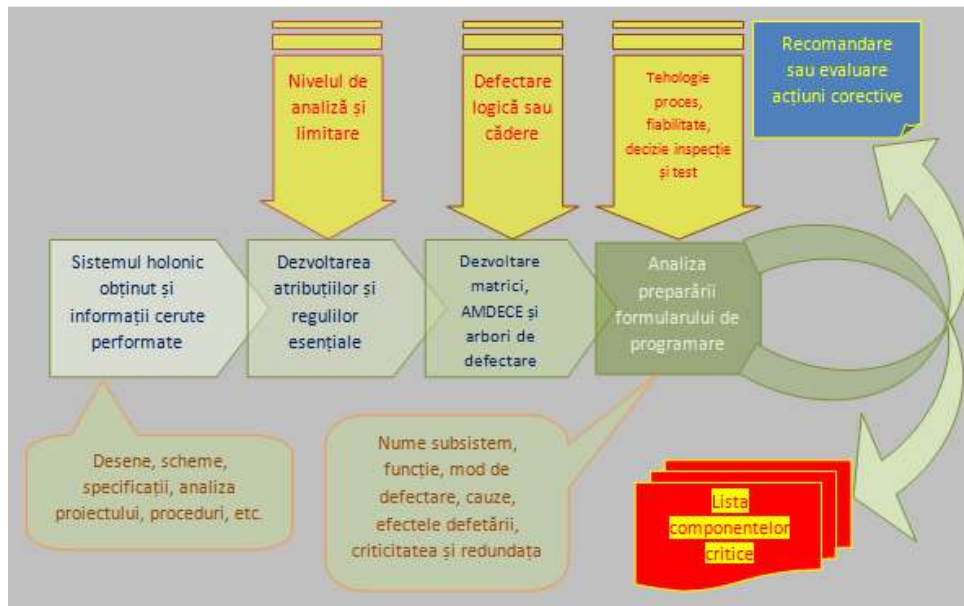 Nivelul de
analiză și
limitare
Defectare
logică sau
cădere
Tehologie
proces,
fiabilitate,
decizie inspecție
și test
Recomandare
sau evaluare
acțiuni corective
Sistemul holonic
obținut și
informații cerute
performate
Dezvoltarea
atribuțiilor și
regulilor
esențiale
Dezvoltare
matrici,
AMDECE și
arbori de
defectare
Analiza
preparării
formularului de
programare
Desene, scheme,
specificații, analiza
proiectului, proceduri, etc.
Nume subsistem,
funcție, mod de
defectare, cauze,
efectele defetării,
criticitatea și redundața
Lista
componentelor
critice